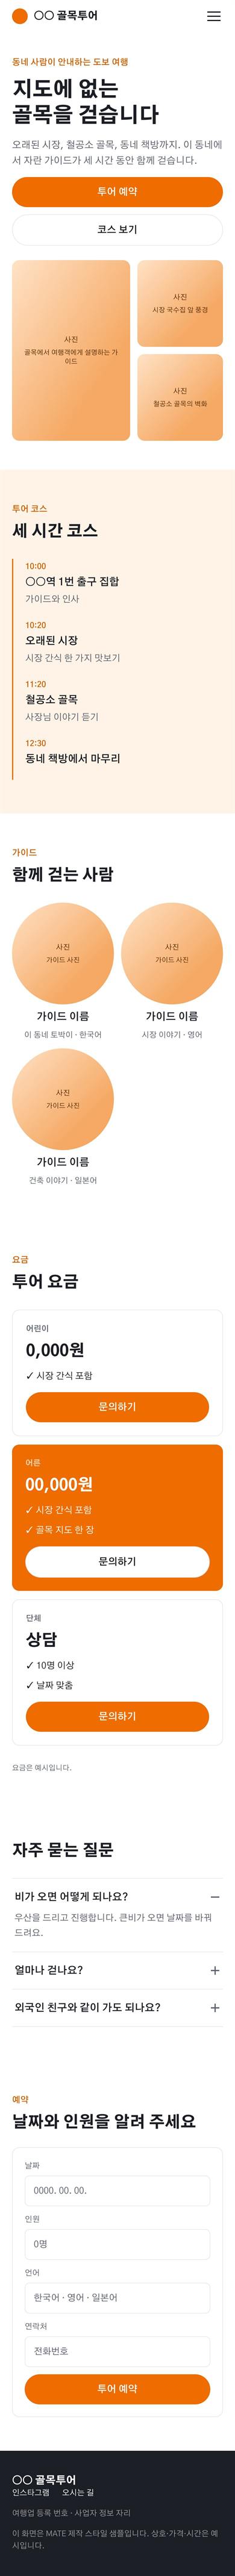 〇〇 골목투어
동네 사람이 안내하는 도보 여행
지도에 없는
골목을 걷습니다
오래된 시장, 철공소 골목, 동네 책방까지. 이 동네에
서 자란 가이드가 세 시간 동안 함께 걷습니다.
투어 예약
코스 보기
사진
골목에서 여행객에게 설명하는 가
이드
사진
시장 국수집 앞 풍경
사진
철공소 골목의 벽화
투어 코스
세 시간 코스
10:00
〇〇역 1번 출구 집합
가이드와 인사
10:20
오래된 시장
시장 간식 한 가지 맛보기
11:20
철공소 골목
사장님 이야기 듣기
12:30
동네 책방에서 마무리
가이드
함께 걷는 사람
사진
가이드 사진
가이드 이름
이 동네 토박이 · 한국어
사진
가이드 사진
가이드 이름
시장 이야기 · 영어
사진
가이드 사진
가이드 이름
건축 이야기 · 일본어
요금
투어 요금
어린이
0,000원
✓ 시장 간식 포함
문의하기
어른
00,000원
✓ 시장 간식 포함
✓ 골목 지도 한 장
문의하기
단체
상담
✓ 10명 이상
✓ 날짜 맞춤
문의하기
요금은 예시입니다.
자주 묻는 질문
비가 오면 어떻게 되나요?
우산을 드리고 진행합니다. 큰비가 오면 날짜를 바꿔
드려요.
얼마나 걷나요?
외국인 친구와 같이 가도 되나요?
예약
날짜와 인원을 알려 주세요
날짜
0000. 00. 00.
인원
0명
언어
한국어 · 영어 · 일본어
연락처
전화번호
투어 예약
〇〇 골목투어
인스타그램 오시는 길
여행업 등록 번호 · 사업자 정보 자리
이 화면은 MATE 제작 스타일 샘플입니다. 상호·가격·시간은 예
시입니다.